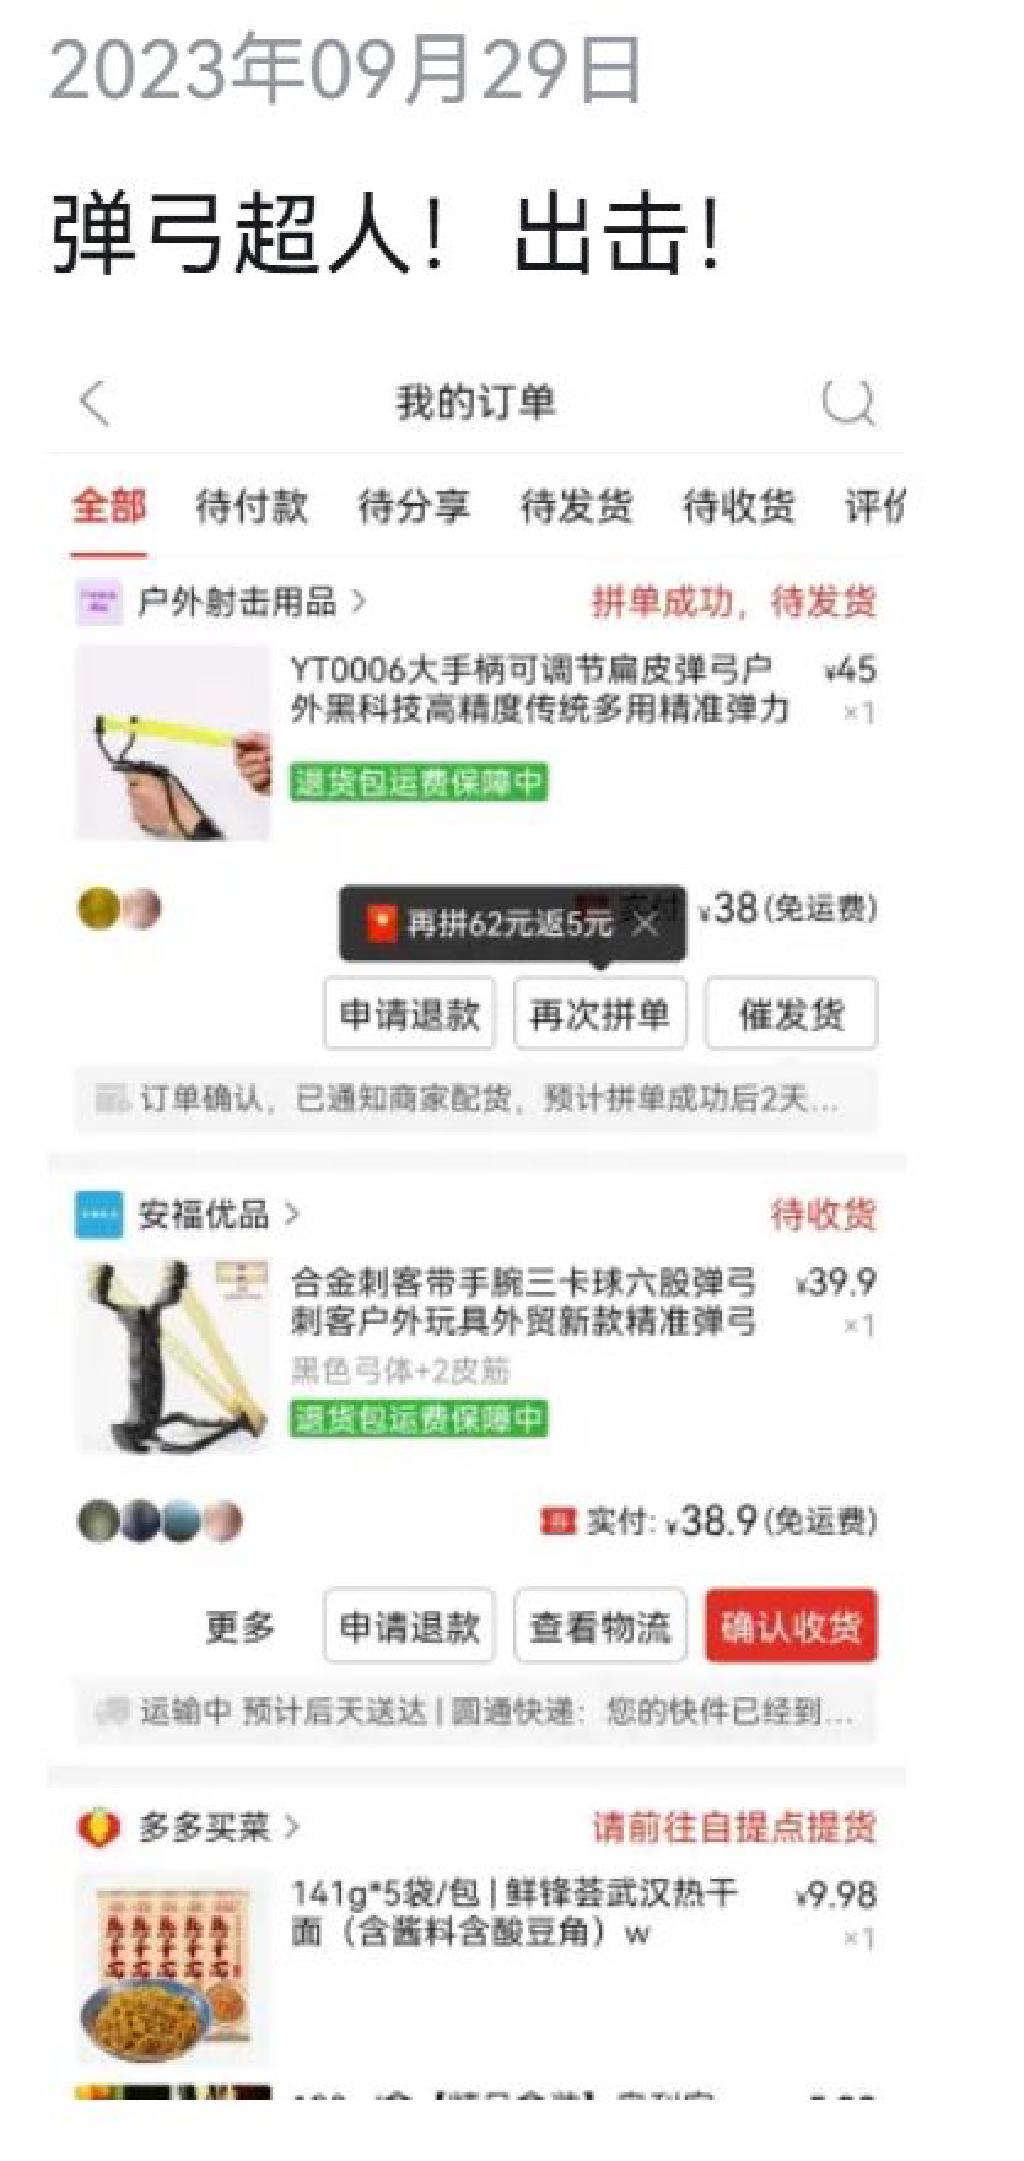 2023年09月29日
弹弓超人！出击！
我的订单
全部 待付款 待分享 待发货 待收货 评价
户外射击用品 拼单成功，待发货
YT0006大手柄可调节扁皮弹弓户 ¥45
外黑科技高精度传统多用精准弹力 ×1
退货包运费保障中
再拼62元返5元 实付 ¥38(免运费)
申请退款 再次拼单 催发货
订单确认，已通知商家配货，预计拼单成功后2天...
安福优品 待收货
合金刺客带手腕三卡球六股弹弓 ¥39.9
刺客户外玩具外贸新款精准弹弓 ×1
黑色弓体+2皮筋
退货包运费保障中
再 实付: ¥38.9(免运费)
更多 申请退款 查看物流 确认收货
运输中 预计后天送达 | 圆通快递：您的快件已经到...
多多买菜 请前往自提点提货
141g*5袋/包 | 鲜锋荟武汉热干 ¥9.98
面（含酱料含酸豆角）w ×1